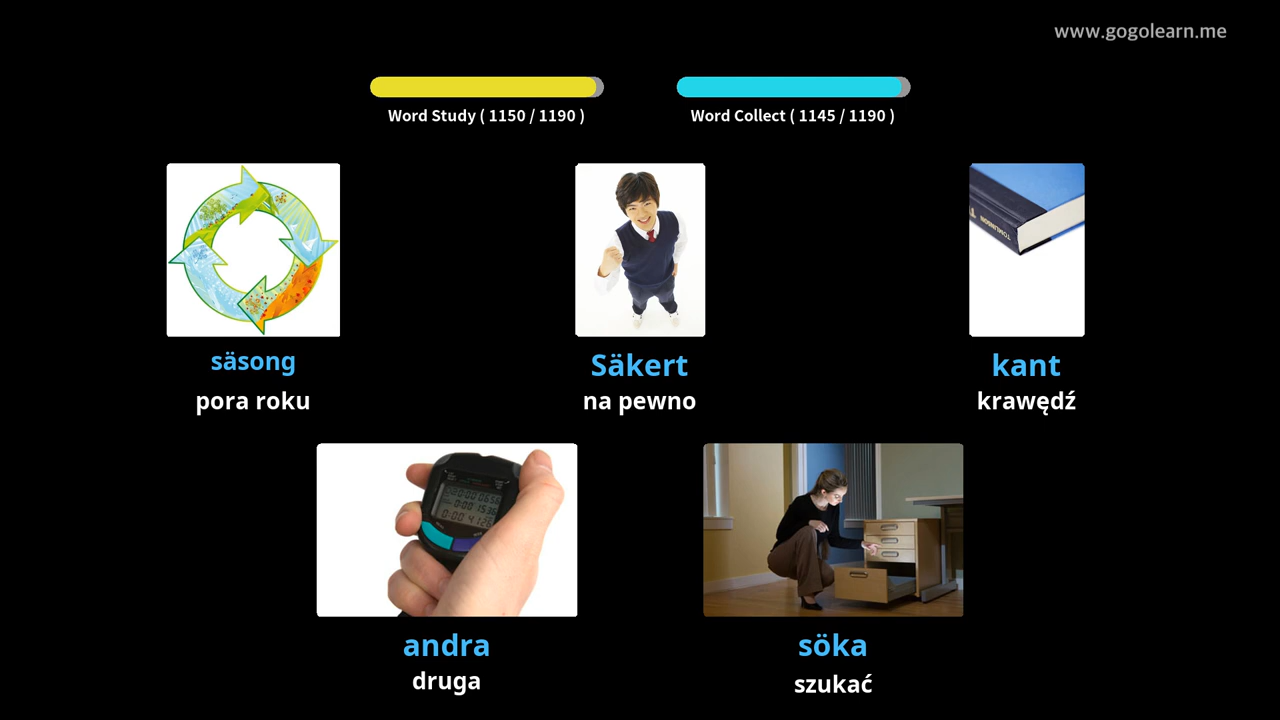 www.gogolearn.me
Word Study ( 1150 / 1190 )
Word Collect ( 1145 / 1190 )
TOMLINSON
säsong
pora roku
Säkert
na pewno
kant
krawędź
andra
druga
söka
szukać